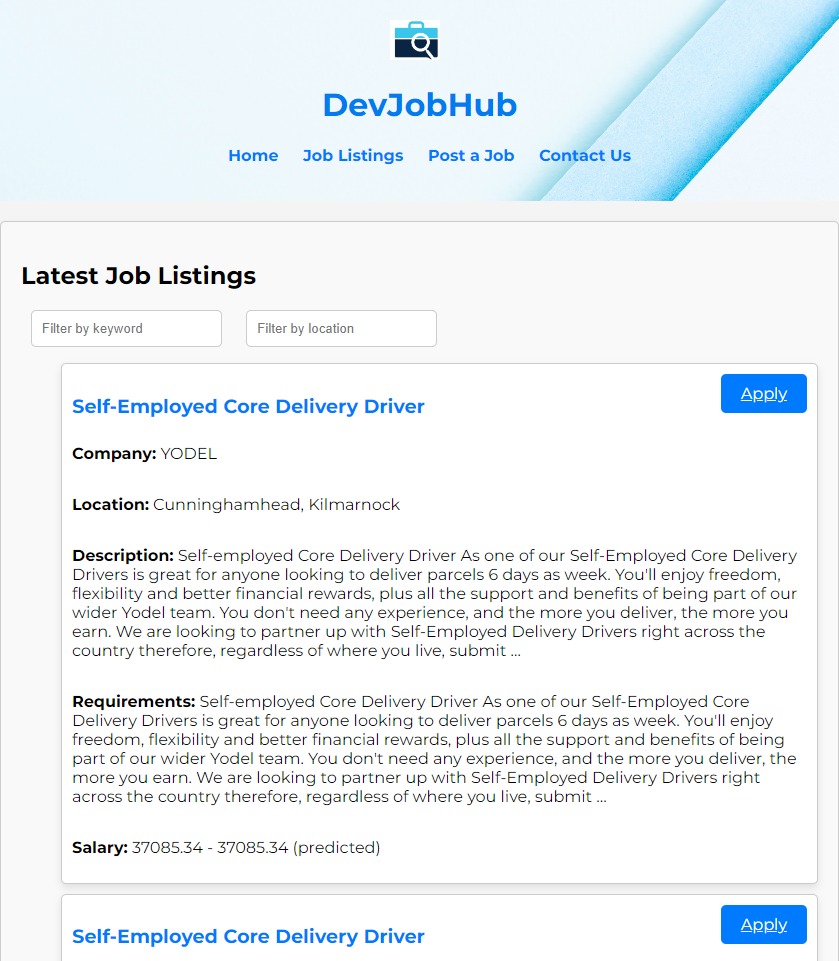 DevJobHub
Home Job Listings Post a Job Contact Us
Latest Job Listings
Filter by keyword Filter by location
Self-Employed Core Delivery Driver Apply
Company: YODEL
Location: Cunninghamhead, Kilmarnock
Description: Self-employed Core Delivery Driver As one of our Self-Employed Core Delivery
Drivers is great for anyone looking to deliver parcels 6 days as week. You'll enjoy freedom,
flexibility and better financial rewards, plus all the support and benefits of being part of our
wider Yodel team. You don't need any experience, and the more you deliver, the more you
earn. We are looking to partner up with Self-Employed Delivery Drivers right across the
country therefore, regardless of where you live, submit ...
Requirements: Self-employed Core Delivery Driver As one of our Self-Employed Core
Delivery Drivers is great for anyone looking to deliver parcels 6 days as week. You'll enjoy
freedom, flexibility and better financial rewards, plus all the support and benefits of being
part of our wider Yodel team. You don't need any experience, and the more you deliver, the
more you earn. We are looking to partner up with Self-Employed Delivery Drivers right
across the country therefore, regardless of where you live, submit ...
Salary: 37085.34 - 37085.34 (predicted)
Self-Employed Core Delivery Driver Apply